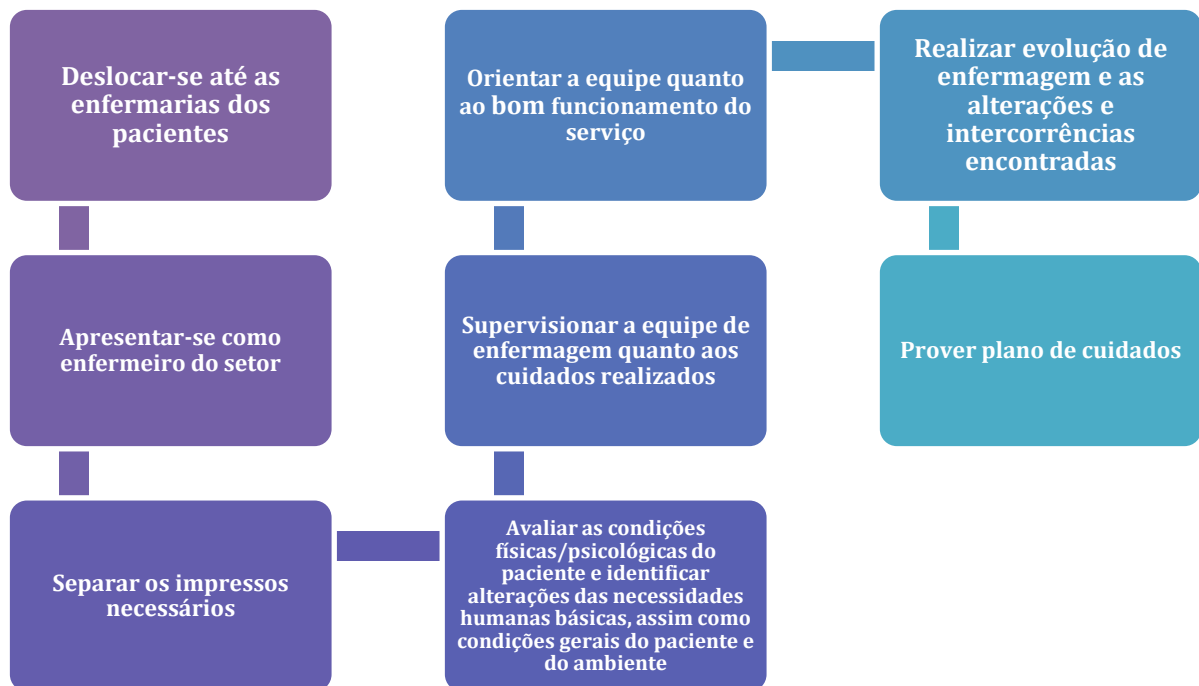 Deslocar-se até as
enfermarias dos
pacientes
Apresentar-se como
enfermeiro do setor
Separar os impressos
necessários
Avaliar as condições
físicas/psicológicas do
paciente e identificar
alterações das necessidades
humanas básicas, assim como
condições gerais do paciente e
do ambiente
Supervisionar a equipe de
enfermagem quanto aos
cuidados realizados
Orientar a equipe quanto
ao bom funcionamento do
serviço
Realizar evolução de
enfermagem e as
alterações e
intercorrências
encontradas
Prover plano de cuidados